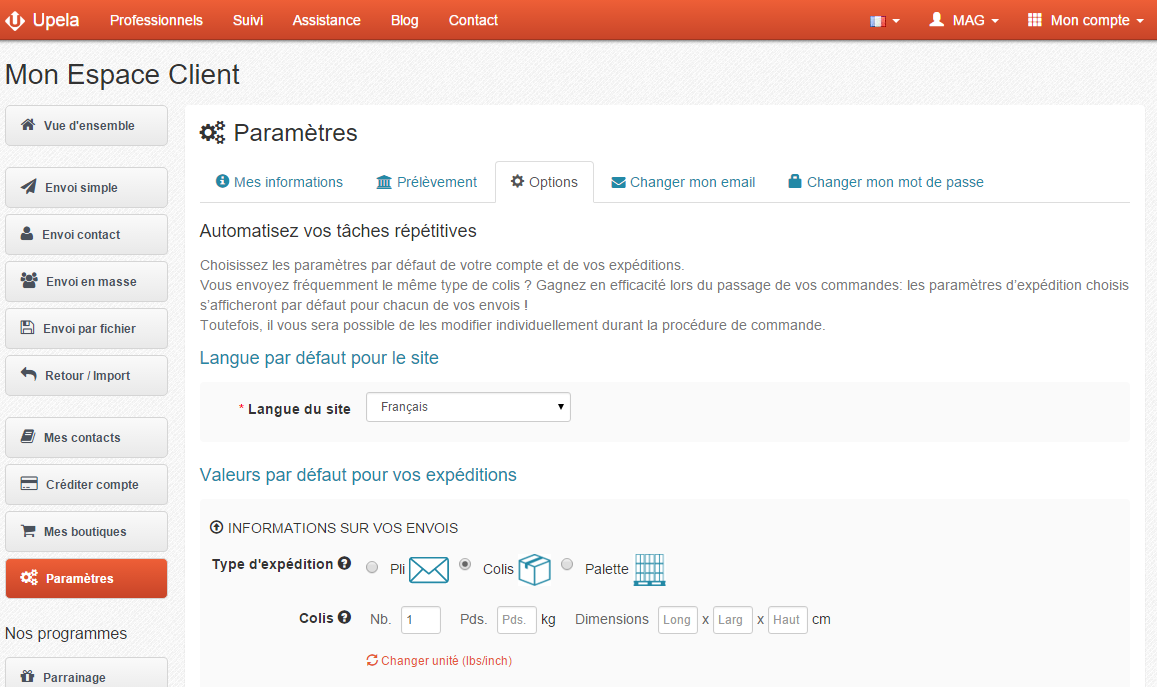 Upela Professionnels Suivi Assistance Blog Contact MAG Mon compte
Mon Espace Client
Vue d'ensemble
Envoi simple
Envoi contact
Envoi en masse
Envoi par fichier
Retour / Import
Mes contacts
Créditer compte
Mes boutiques
Paramètres
Nos programmes
Parrainage
Paramètres
Mes informations Prélèvement Options Changer mon email Changer mon mot de passe
Automatisez vos tâches répétitives
Choisissez les paramètres par défaut de votre compte et de vos expéditions.
Vous envoyez fréquemment le même type de colis ? Gagnez en efficacité lors du passage de vos commandes: les paramètres d'expédition choisis
s'afficheront par défaut pour chacun de vos envois !
Toutefois, il vous sera possible de les modifier individuellement durant la procédure de commande.
Langue par défaut pour le site
* Langue du site Français
Valeurs par défaut pour vos expéditions
INFORMATIONS SUR VOS ENVOIS
Type d'expédition Pli Colis Palette
Colis Nb. 1 Pds. Pds. kg Dimensions Long x Larg x Haut cm
Changer unité (lbs/inch)